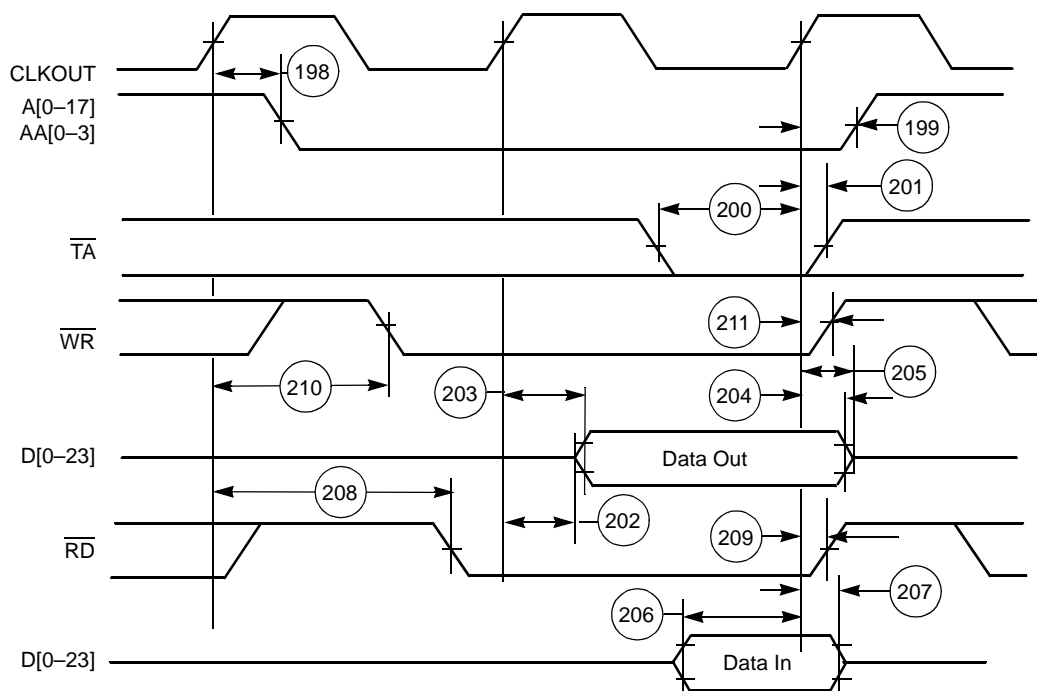 CLKOUT
198
A[0–17]
AA[0–3]
199
201
200
TA
211
WR
210
203
204
205
D[0–23]
Data Out
208
202
209
RD
207
206
D[0–23]
Data In